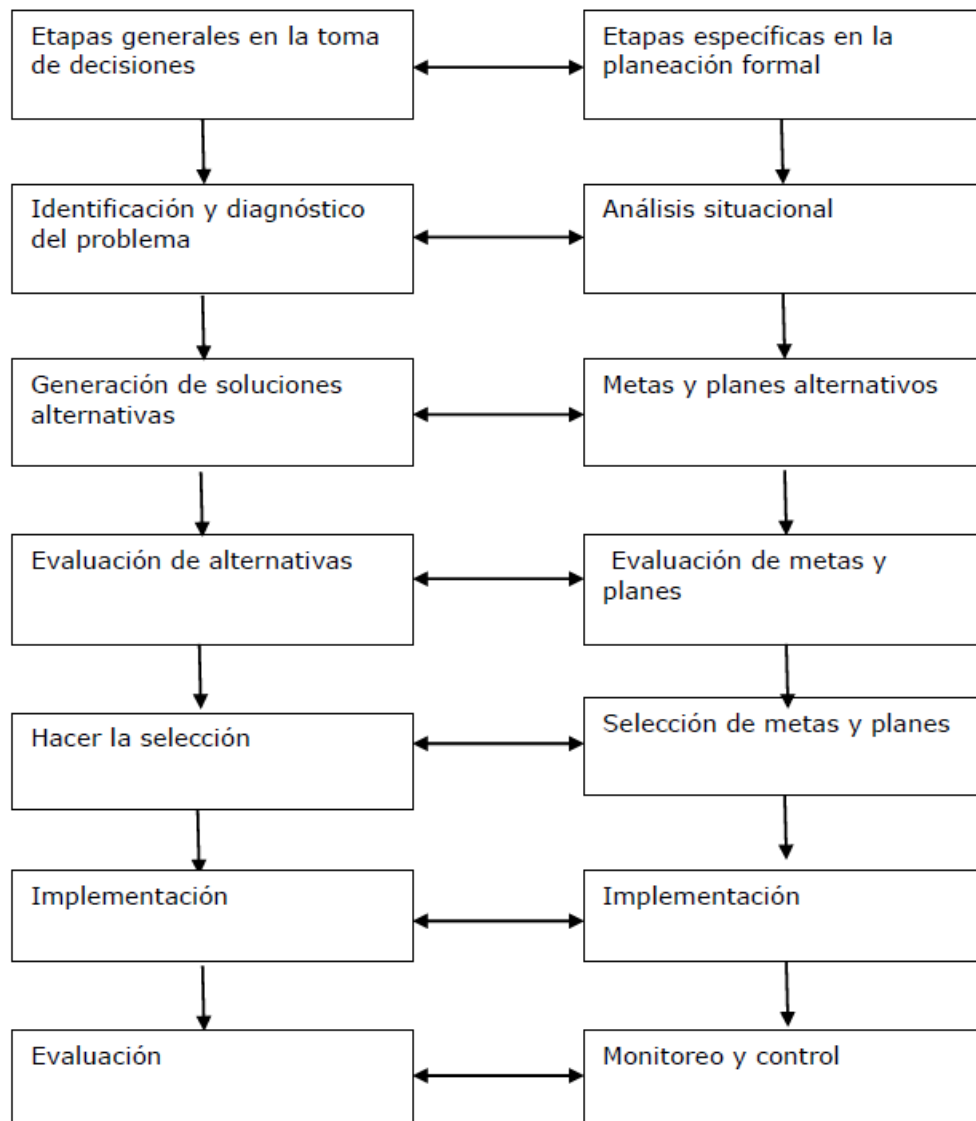 Etapas generales en la toma
de decisiones
Etapas específicas en la
planeación formal
Identificación y diagnóstico
del problema
Análisis situacional
Generación de soluciones
alternativas
Metas y planes alternativos
Evaluación de alternativas
Evaluación de metas y
planes
Hacer la selección
Selección de metas y planes
Implementación
Implementación
Evaluación
Monitoreo y control